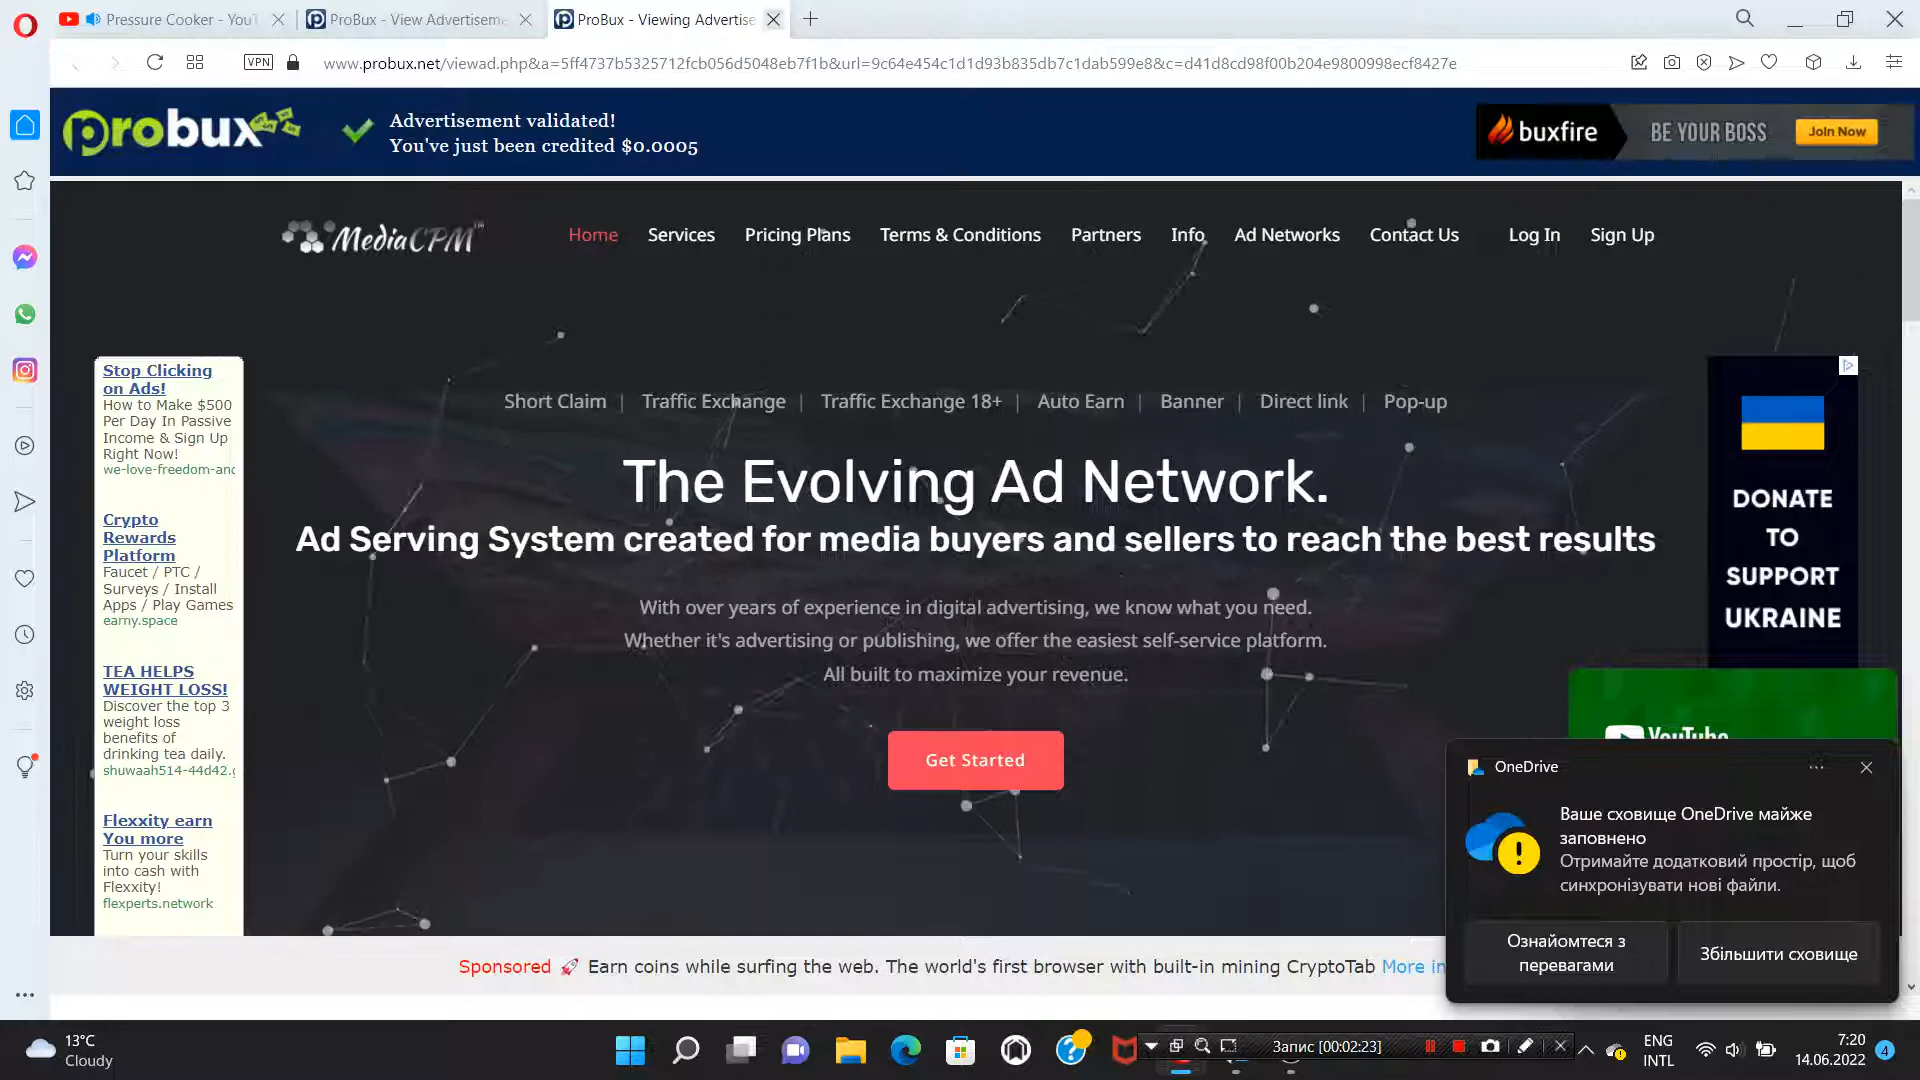 Pressure Cooker - YouT
ProBux - View Advertiseme
ProBux - Viewing Advertise
VPN
www.probux.net/viewad.php&a=5ff4737b5325712fcb056d5048eb7f1b&url=9c64e454c1d1d93b835db7c1dab599e8&c=d41d8cd98f00b204e9800998ecf8427e
probux
Advertisement validated!
You've just been credited $0.0005
buxfire
BE YOUR BOSS
Join Now
MediaCPM
Home
Services
Pricing Plans
Terms & Conditions
Partners
Info
Ad Networks
Contact Us
Log In
Sign Up
Stop Clicking
on Ads!
How to Make $500
Per Day In Passive
Income & Sign Up
Right Now!
we-love-freedom-and
Crypto
Rewards
Platform
Faucet / PTC /
Surveys / Install
Apps / Play Games
earny.space
TEA HELPS
WEIGHT LOSS!
Discover the top 3
weight loss
benefits of
drinking tea daily.
shuwaah514-44d42.g
Flexxity earn
You more
Turn your skills
into cash with
Flexxity!
flexperts.network
Short Claim | Traffic Exchange | Traffic Exchange 18+ | Auto Earn | Banner | Direct link | Pop-up
The Evolving Ad Network.
Ad Serving System created for media buyers and sellers to reach the best results
With over years of experience in digital advertising, we know what you need.
Whether it's advertising or publishing, we offer the easiest self-service platform.
All built to maximize your revenue.
Get Started
DONATE
TO
SUPPORT
UKRAINE
YouTube
OneDrive
Ваше сховище OneDrive майже
заповнено
Отримайте додатковий простір, щоб
синхронізувати нові файли.
Ознайомтеся з
перевагами
Збільшити сховище
Sponsored 🚀 Earn coins while surfing the web. The world's first browser with built-in mining CryptoTab More in
13°C
Cloudy
Запис [00:02:23]
ENG
INTL
7:20
14.06.2022
4